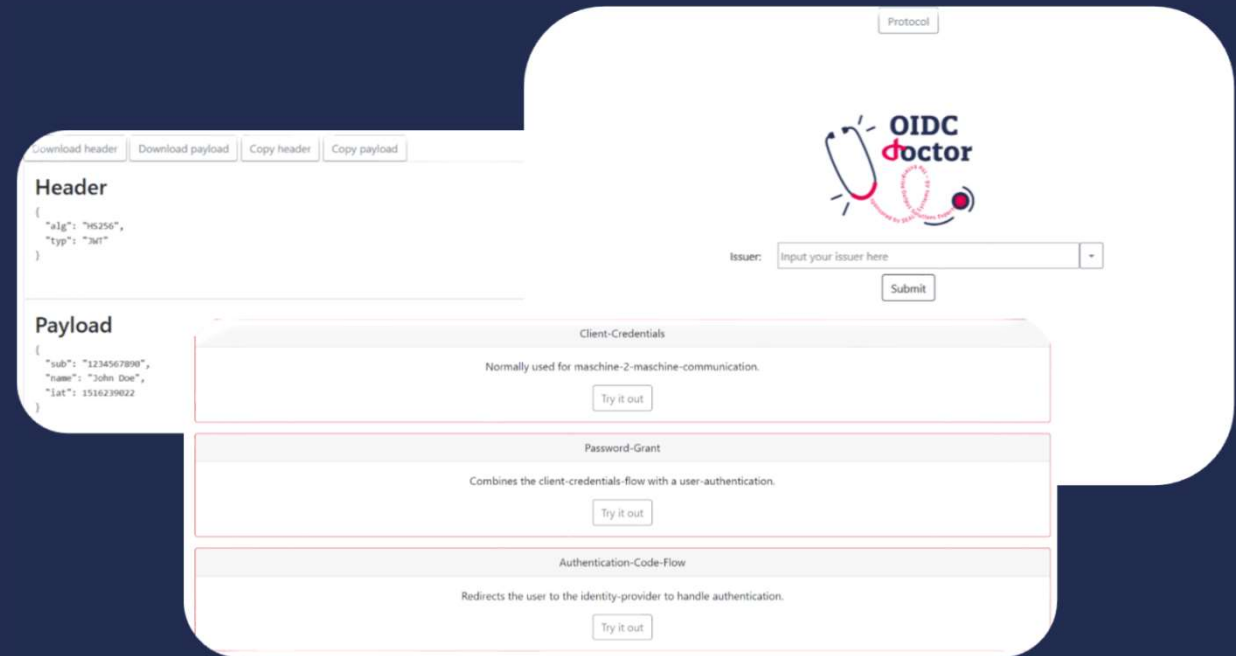 Protocol
OIDC
doctor
Issuer:
Input your issuer here
Submit
Download header
Download payload
Copy header
Copy payload
Header
{
"alg": "HS256",
"typ": "JWT"
}
Payload
{
"sub": "1234567890",
"name": "John Doe",
"iat": 1516239022
}
Client-Credentials
Normally used for maschine-2-maschine-communication.
Try it out
Password-Grant
Combines the client-credentials-flow with a user-authentication.
Try it out
Authentication-Code-Flow
Redirects the user to the identity-provider to handle authentication.
Try it out